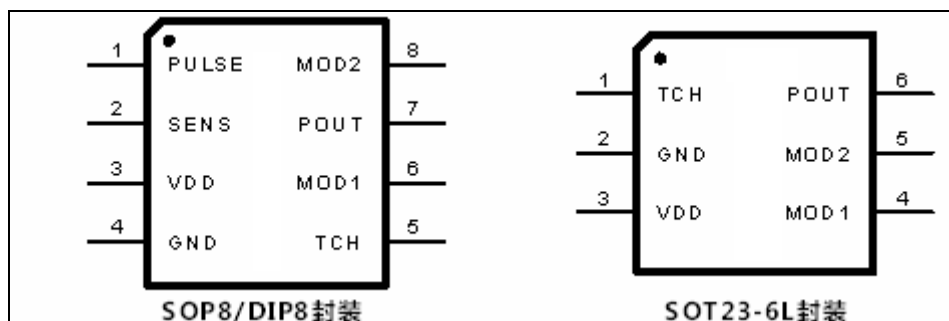 1 PULSE MOD2 8
2 SENS POUT 7
3 VDD MOD1 6
4 GND TCH 5
SOP8/DIP8封装
1 TCH POUT 6
2 GND MOD2 5
3 VDD MOD1 4
SOT23-6L封装